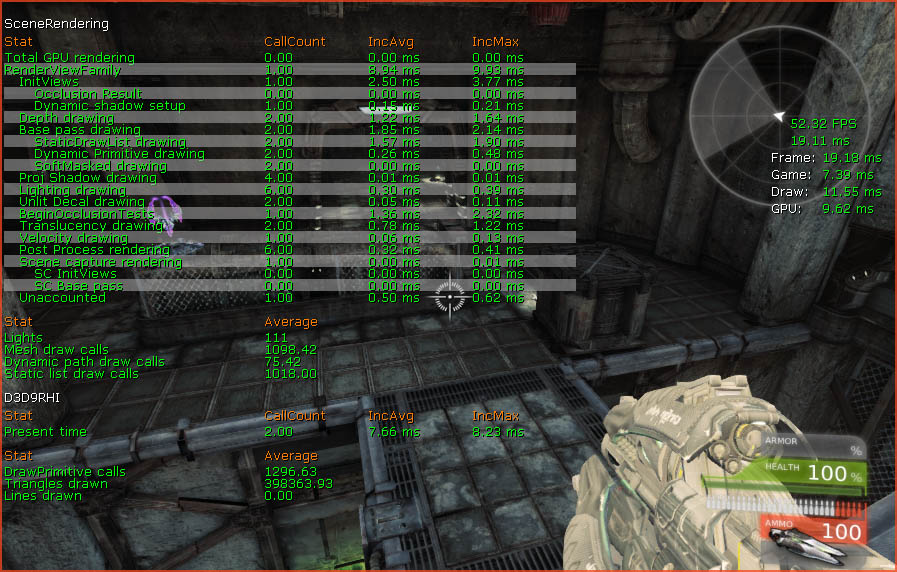 SceneRendering
Stat CallCount IncAvg IncMax
Total GPU rendering 0.00 0.00 ms 0.00 ms
RenderViewFamily 1.00 8.94 ms 9.93 ms
InitViews 1.00 2.50 ms 3.77 ms
Occlusion Result 0.00 0.00 ms 0.00 ms
Dynamic shadow setup 1.00 0.15 ms 0.21 ms
Depth drawing 2.00 1.22 ms 1.64 ms
Base pass drawing 2.00 1.85 ms 2.14 ms
StaticDrawList drawing 2.00 1.57 ms 1.90 ms
Dynamic Primitive drawing 2.00 0.26 ms 0.48 ms
SoftMasked drawing 2.00 0.00 ms 0.00 ms
Proj Shadow drawing 4.00 0.01 ms 0.01 ms
Lighting drawing 6.00 0.30 ms 0.39 ms
Unlit Decal drawing 2.00 0.05 ms 0.11 ms
BeginOcclusionTests 1.00 1.36 ms 2.32 ms
Translucency drawing 2.00 0.78 ms 1.22 ms
Velocity drawing 1.00 0.06 ms 0.13 ms
Post Process rendering 6.00 0.32 ms 0.41 ms
Scene capture rendering 1.00 0.00 ms 0.01 ms
SC InitViews 0.00 0.00 ms 0.00 ms
SC Base pass 0.00 0.00 ms 0.00 ms
Unaccounted 1.00 0.50 ms 0.62 ms
Stat Average
Lights 111
Mesh draw calls 1098.42
Dynamic path draw calls 75.42
Static list draw calls 1018.00
D3D9RHI
Stat CallCount IncAvg IncMax
Present time 2.00 7.66 ms 8.23 ms
Stat Average
DrawPrimitive calls 1296.63
Triangles drawn 398363.93
Lines drawn 0.00
52.32 FPS
19.11 ms
Frame: 19.18 ms
Game: 7.39 ms
Draw: 11.55 ms
GPU: 9.62 ms
ARMOR %
HEALTH 100 %
AMMO 100